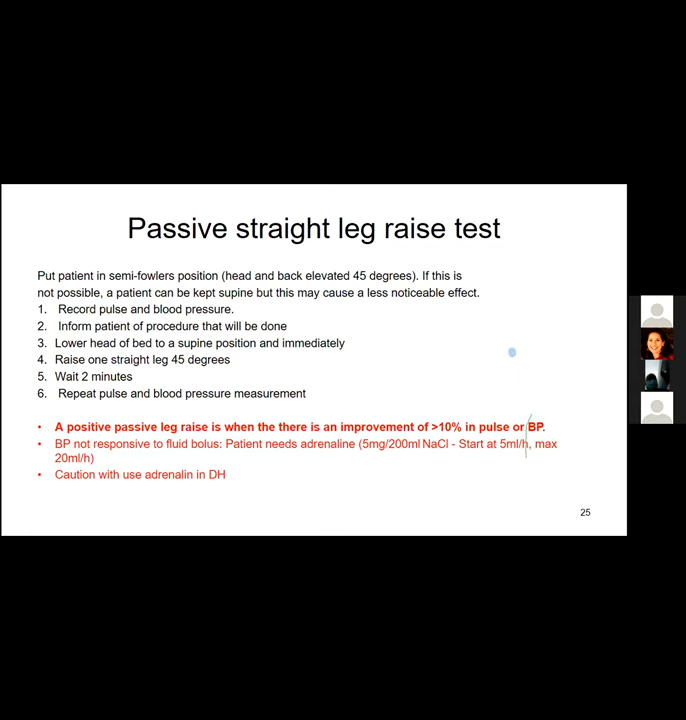 Passive straight leg raise test
Put patient in semi-fowlers position (head and back elevated 45 degrees). If this is
not possible, a patient can be kept supine but this may cause a less noticeable effect.
1. Record pulse and blood pressure.
2. Inform patient of procedure that will be done
3. Lower head of bed to a supine position and immediately
4. Raise one straight leg 45 degrees
5. Wait 2 minutes
6. Repeat pulse and blood pressure measurement
• A positive passive leg raise is when the there is an improvement of >10% in pulse or BP.
• BP not responsive to fluid bolus: Patient needs adrenaline (5mg/200ml NaCl - Start at 5ml/h, max
20ml/h)
• Caution with use adrenalin in DH
25